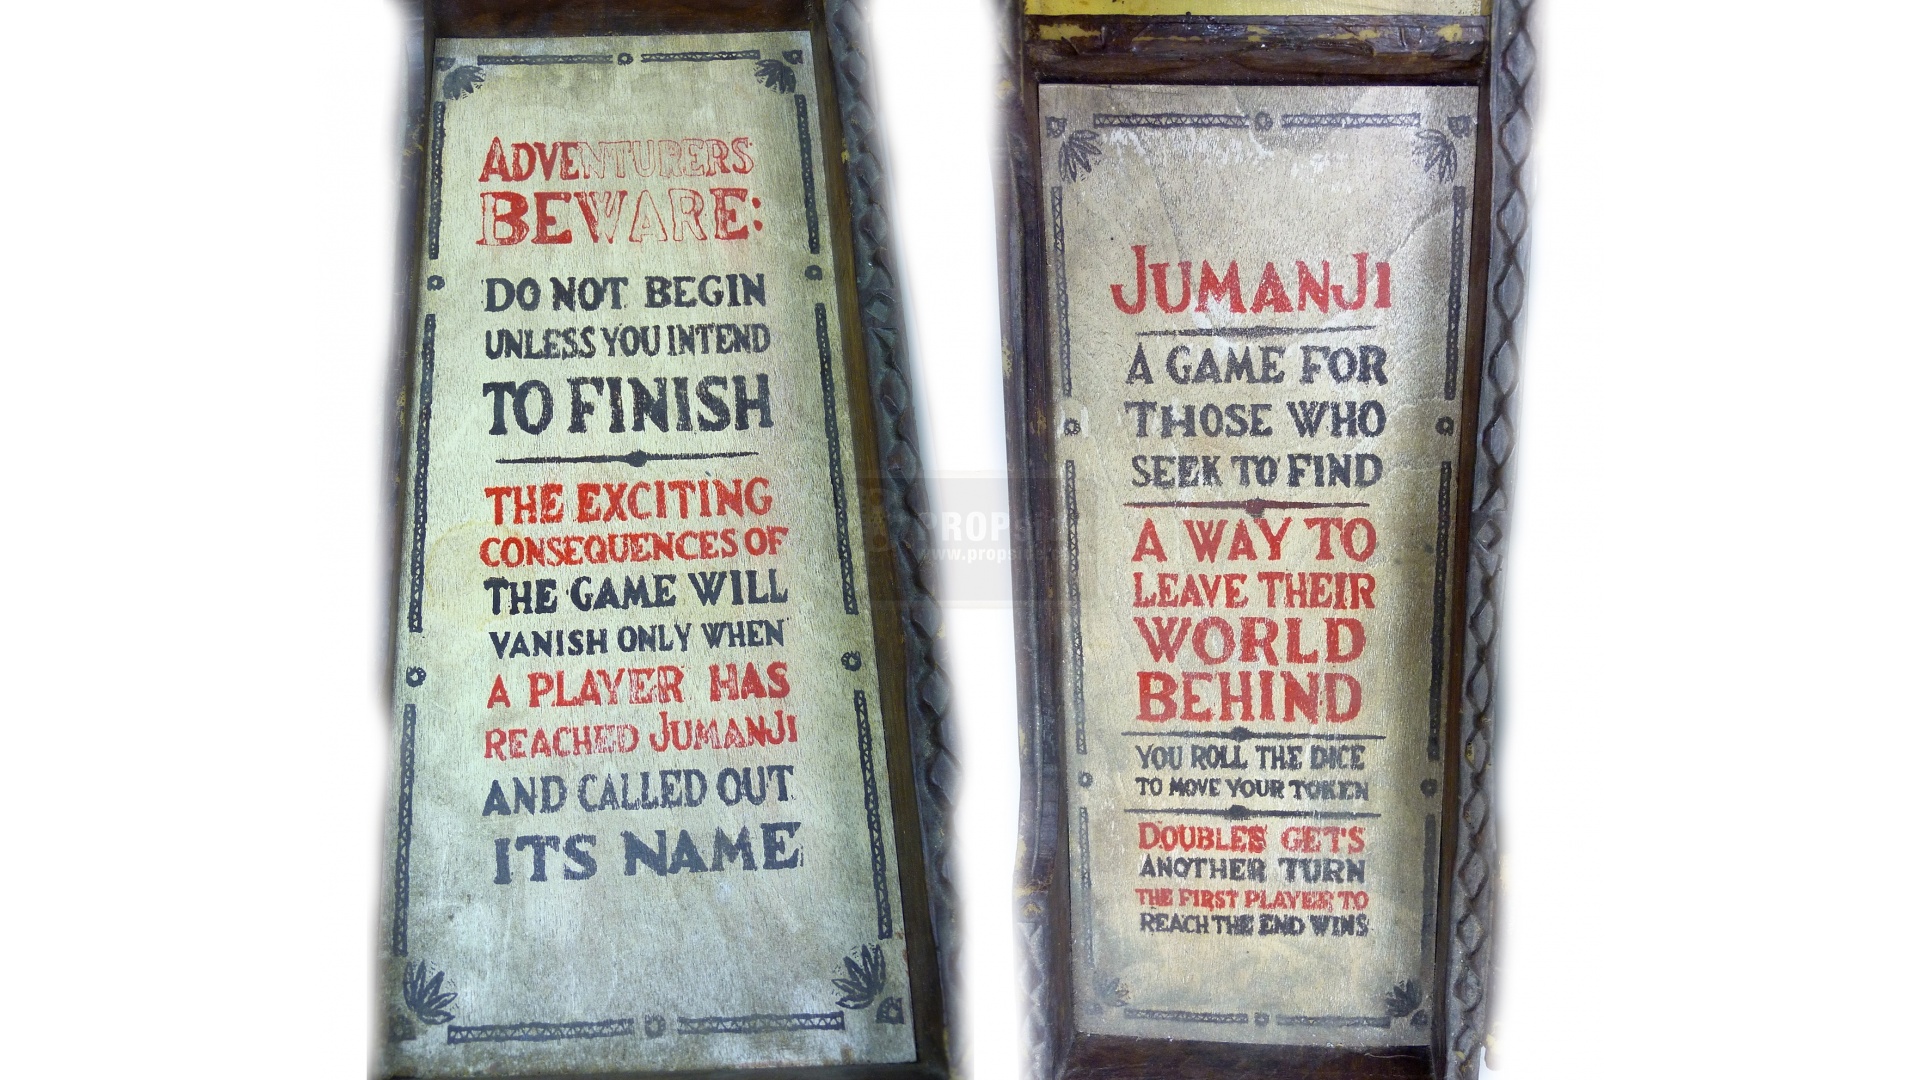 ADVENTURERS
BEWARE:
DO NOT BEGIN
UNLESS YOU INTEND
TO FINISH
THE EXCITING
CONSEQUENCES OF
THE GAME WILL
VANISH ONLY WHEN
A PLAYER HAS
REACHED JUMANJI
AND CALLED OUT
ITS NAME
JUMANJI
A GAME FOR
THOSE WHO
SEEK TO FIND
A WAY TO
LEAVE THEIR
WORLD
BEHIND
YOU ROLL THE DICE
TO MOVE YOUR TOKEN
DOUBLES GETS
ANOTHER TURN
THE FIRST PLAYER TO
REACH THE END WINS